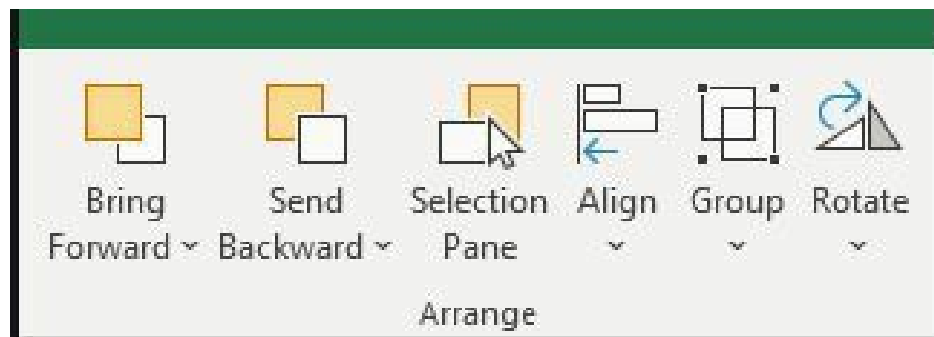 Bring Forward
Send Backward
Selection Pane
Align
Group
Rotate
Arrange